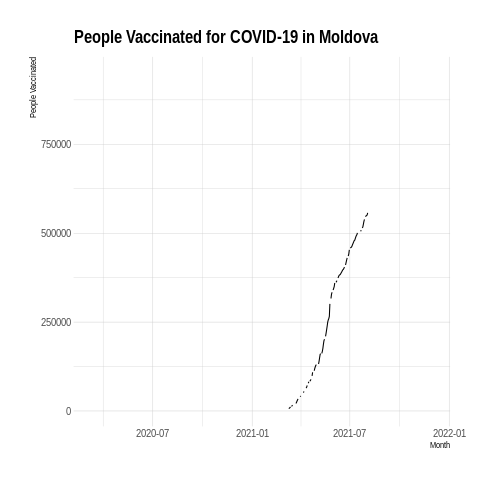 People Vaccinated for COVID-19 in Moldova
People Vaccinated
750000
500000
250000
0
2020-07 2021-01 2021-07 2022-01
Month